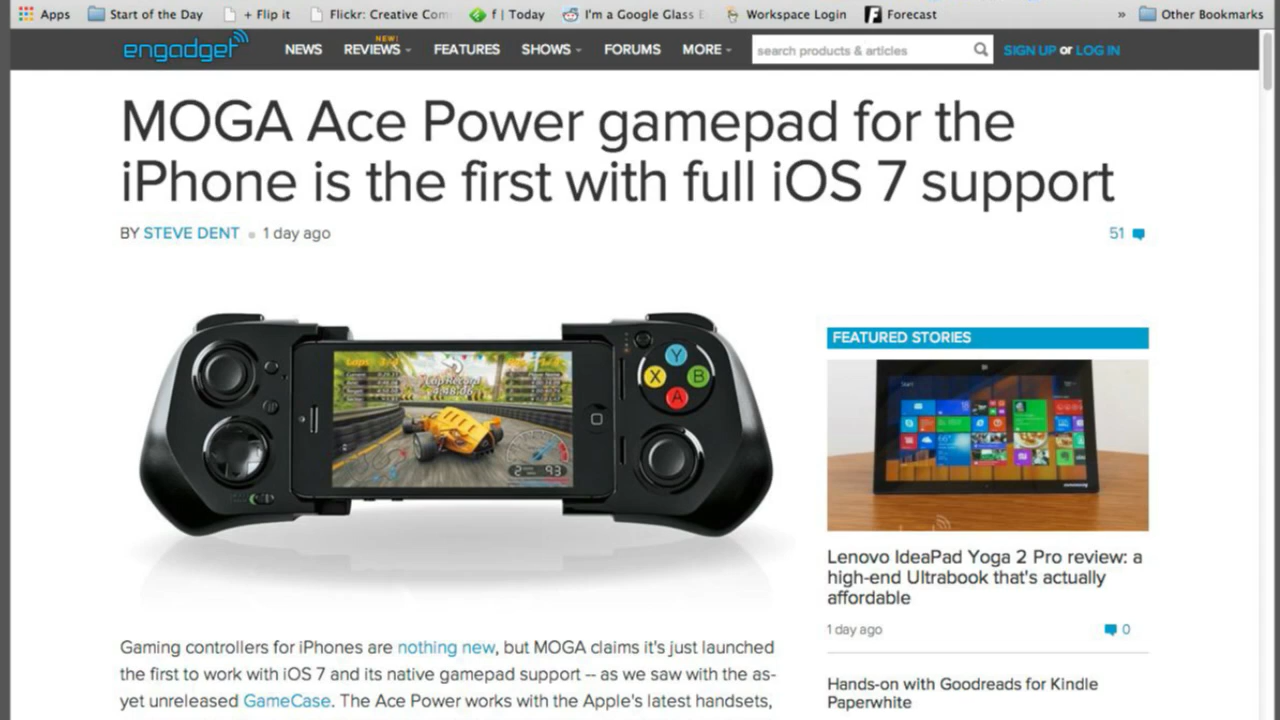 Apps Start of the Day + Flip it Flickr: Creative Com f | Today I'm a Google Glass E Workspace Login Forecast » Other Bookmarks
engadget NEWS REVIEWS NEW! FEATURES SHOWS FORUMS MORE search products & articles SIGN UP or LOG IN
MOGA Ace Power gamepad for the
iPhone is the first with full iOS 7 support
BY STEVE DENT 1 day ago 51
Y
X B
A
Lap Record
2 93
FEATURED STORIES
Start
Lenovo IdeaPad Yoga 2 Pro review: a
high-end Ultrabook that's actually
affordable
1 day ago 0
Hands-on with Goodreads for Kindle
Paperwhite
Gaming controllers for iPhones are nothing new, but MOGA claims it's just launched
the first to work with iOS 7 and its native gamepad support -- as we saw with the as-
yet unreleased GameCase. The Ace Power works with the Apple's latest handsets,